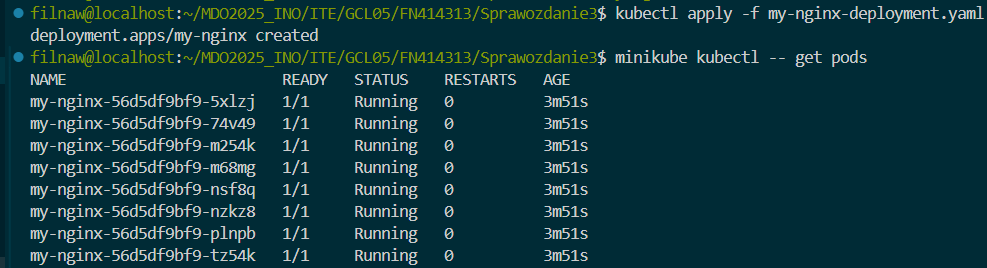 filnaw@localhost:~/MDO2025_INO/ITE/GCL05/FN414313/Sprawozdanie3$ kubectl apply -f my-nginx-deployment.yaml
deployment.apps/my-nginx created
filnaw@localhost:~/MDO2025_INO/ITE/GCL05/FN414313/Sprawozdanie3$ minikube kubectl -- get pods
NAME READY STATUS RESTARTS AGE
my-nginx-56d5df9bf9-5xlzj 1/1 Running 0 3m51s
my-nginx-56d5df9bf9-74v49 1/1 Running 0 3m51s
my-nginx-56d5df9bf9-m254k 1/1 Running 0 3m51s
my-nginx-56d5df9bf9-m68mg 1/1 Running 0 3m51s
my-nginx-56d5df9bf9-nsf8q 1/1 Running 0 3m51s
my-nginx-56d5df9bf9-nzkz8 1/1 Running 0 3m51s
my-nginx-56d5df9bf9-plnpb 1/1 Running 0 3m51s
my-nginx-56d5df9bf9-tz54k 1/1 Running 0 3m51s